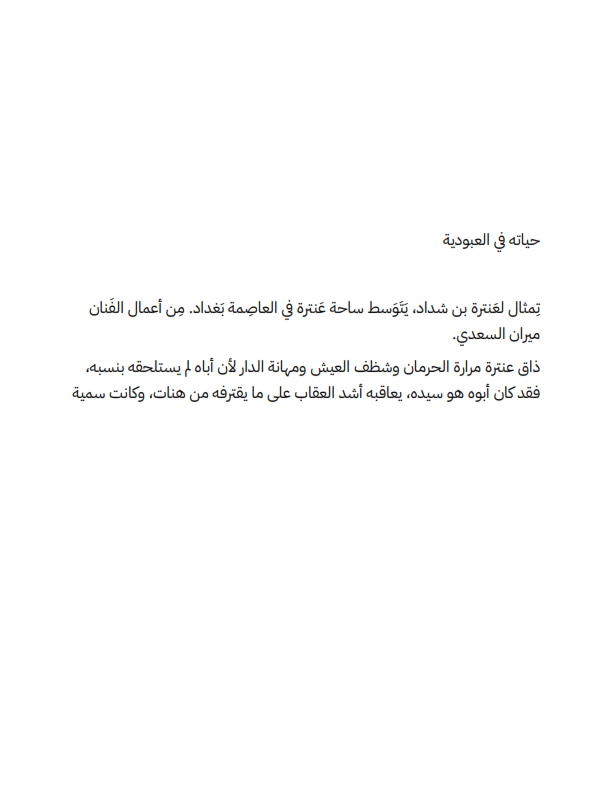 حياته في العبودية
تِمثال لعَنترة بن شداد، يَتَوَسط ساحة عَنترة في العاصِمة بَغداد. مِن أعمال الفَنان
ميران السعدي.
ذاق عنترة مرارة الحرمان وشظف العيش ومهانة الدار لأن أباه لم يستلحقه بنسبه،
فقد كان أبوه هو سيده، يعاقبه أشد العقاب على ما يقترفه من هنات، وكانت سمية